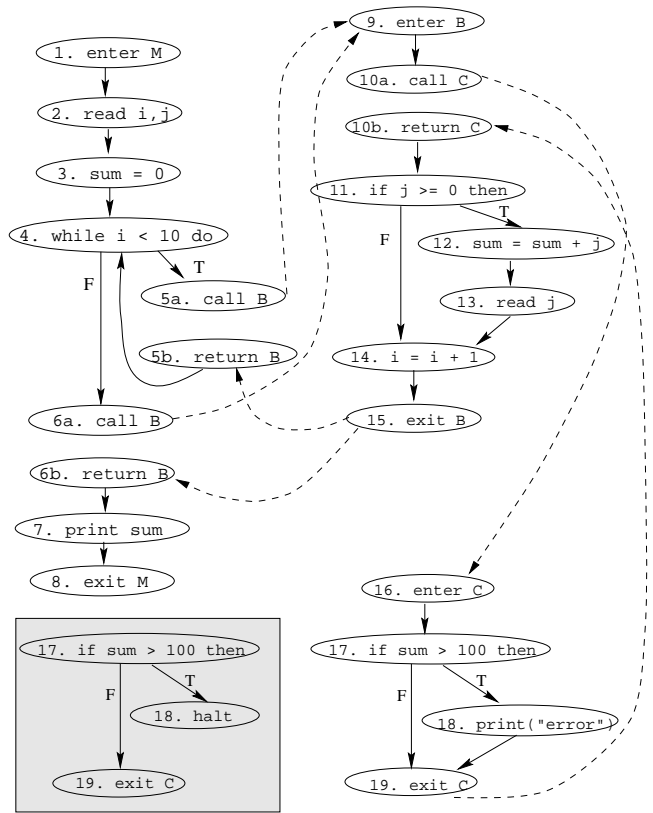 1. enter M
2. read i,j
3. sum = 0
4. while i < 10 do
F
T
5a. call B
5b. return B
6a. call B
6b. return B
7. print sum
8. exit M
9. enter B
10a. call C
10b. return C
11. if j >= 0 then
F
T
12. sum = sum + j
13. read j
14. i = i + 1
15. exit B
16. enter C
17. if sum > 100 then
F
T
18. print("error")
19. exit C
17. if sum > 100 then
F
T
18. halt
19. exit C